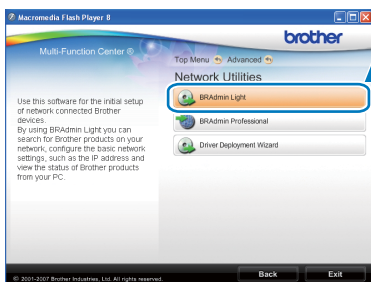 Macromedia Flash Player 8
brother
Multi-Function Center ®
Top Menu Advanced
Network Utilities
Use this software for the initial setup
of network connected Brother
devices.
By using BRAdmin Light you can
search for Brother products on your
network, configure the basic network
settings, such as the IP address and
view the status of Brother products
from your PC.
BRAdmin Light
BRAdmin Professional
Driver Deployment Wizard
© 2001-2007 Brother Industries, Ltd. All rights reserved.
Back
Exit